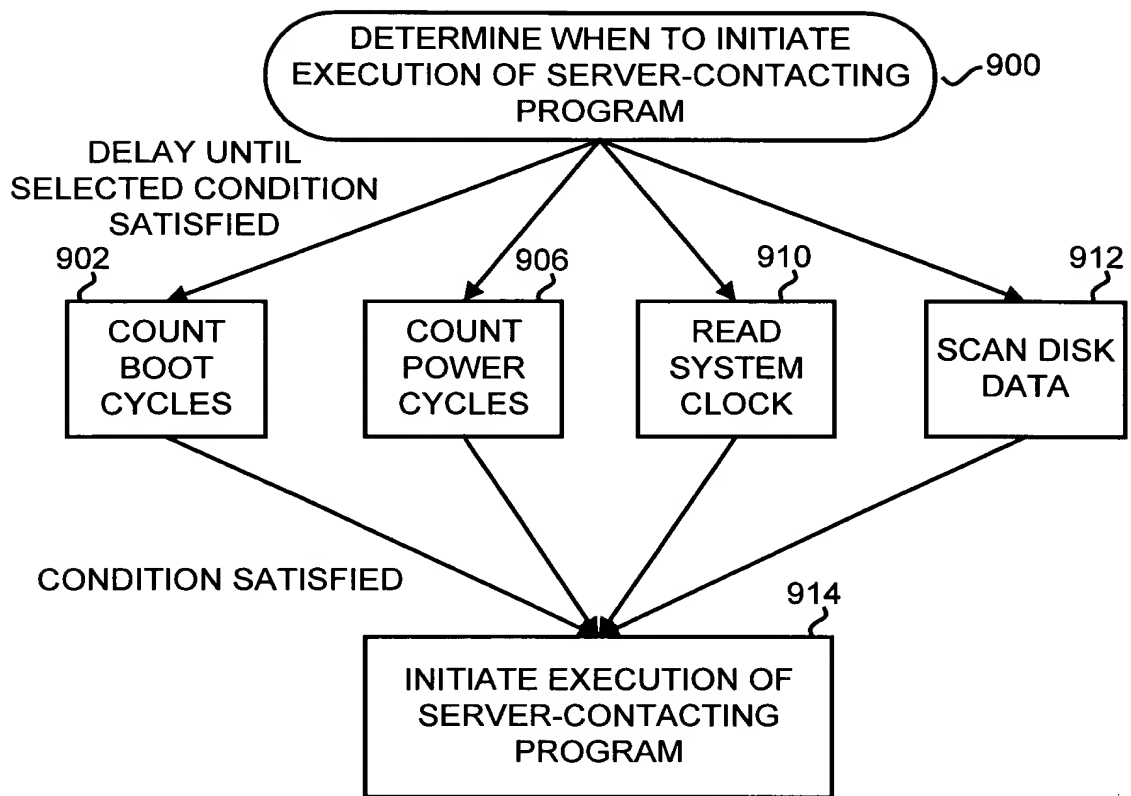 DETERMINE WHEN TO INITIATE
EXECUTION OF SERVER-CONTACTING
PROGRAM
900
DELAY UNTIL
SELECTED CONDITION
SATISFIED
902
906
910
912
COUNT
BOOT
CYCLES
COUNT
POWER
CYCLES
READ
SYSTEM
CLOCK
SCAN DISK
DATA
CONDITION SATISFIED
914
INITIATE EXECUTION OF
SERVER-CONTACTING
PROGRAM